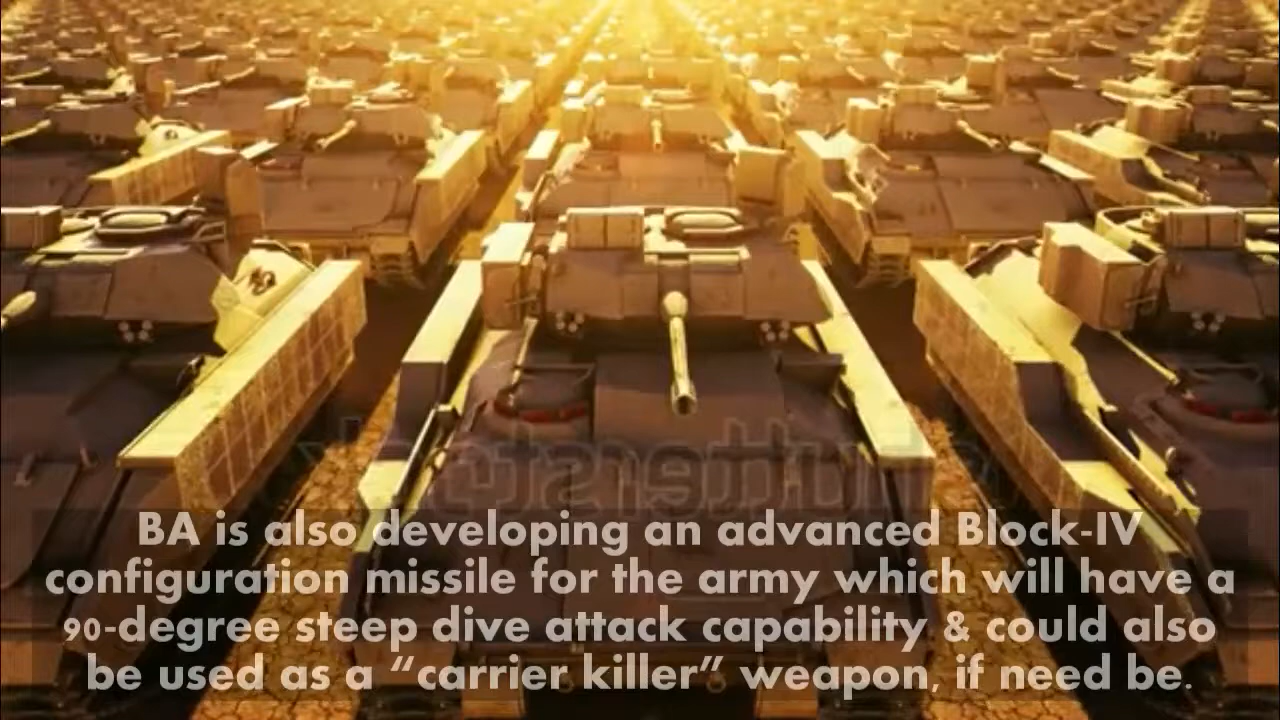 shutterstock
BA is also developing an advanced Block-IV
configuration missile for the army which will have a
90-degree steep dive attack capability & could also
be used as a “carrier killer” weapon, if need be.